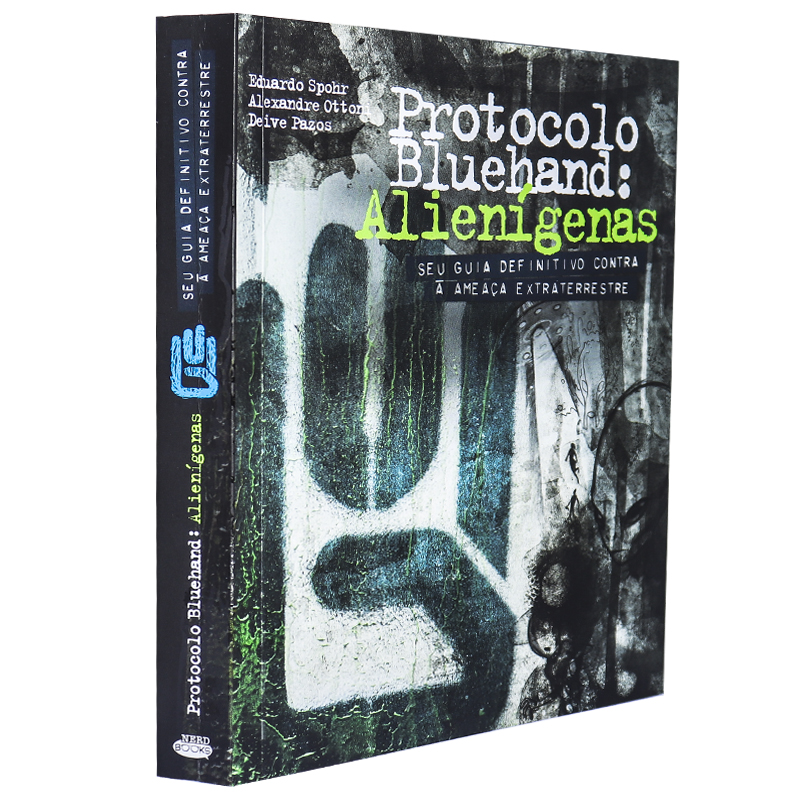 Eduardo Spohr
Alexandre Ottoni
Deive Pazos
Protocolo
Bluehand:
Alienígenas
SEU GUIA DEFINITIVO CONTRA
A AMEAÇA EXTRATERRESTRE
SEU GUIA DEFINITIVO CONTRA
A AMEAÇA EXTRATERRESTRE
Protocolo Bluehand: Alienígenas
NERD
BOOKS